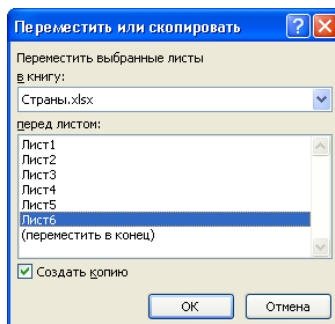 Переместить или скопировать
Переместить выбранные листы
в книгу:
Страны.xlsx
перед листом:
Лист1
Лист2
Лист3
Лист4
Лист5
Лист6
(переместить в конец)
Создать копию
ОК
Отмена